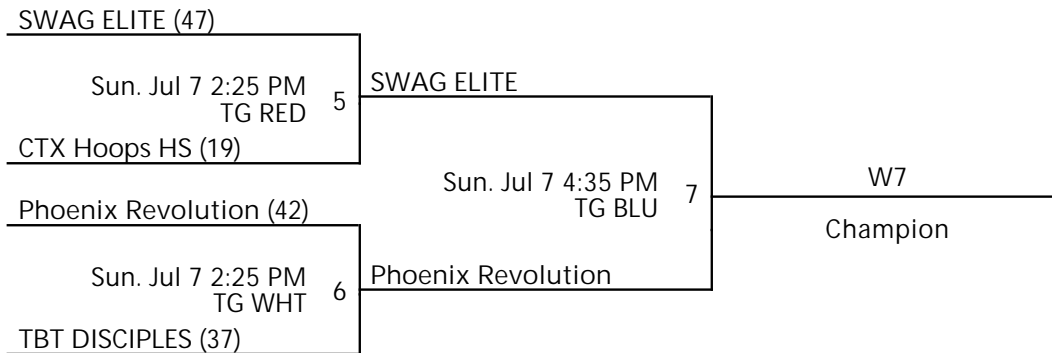 SWAG ELITE (47)
Sun. Jul 7 2:25 PM
TG RED
5
SWAG ELITE
CTX Hoops HS (19)
Sun. Jul 7 4:35 PM
TG BLU
7
W7
Champion
Phoenix Revolution (42)
Sun. Jul 7 2:25 PM
TG WHT
6
Phoenix Revolution
TBT DISCIPLES (37)